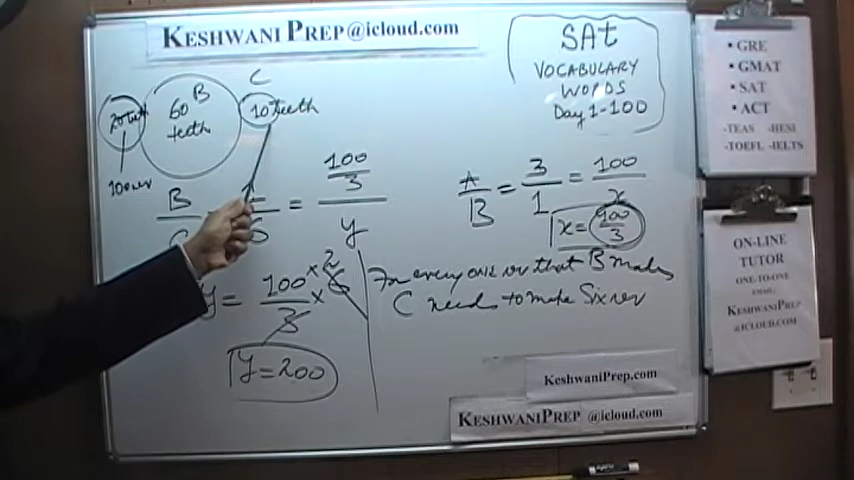 KESHWANI PREP@iCLOUD.COM
SAt
VOCABULARY
WORDS
Day 1-100
C
B
60
teeth
10 teeth
100 rev
B
=
100
3
y
A
B
= 3
1
= 100
x
x = 100
3
For every one rev that B makes
C needs to make Six rev
y = 100 x 6 2
3
x
y = 200
• GRE
• GMAT
• SAT
• ACT
-TEAS -HESI
-TOEFL -IELTS
ON-LINE
TUTOR
ONE-TO-ONE
EMAIL:
KESHWANIPREP
@iCLOUD.COM
KESHWANIPREP.COM
KESHWANIPREP @iCLOUD.COM